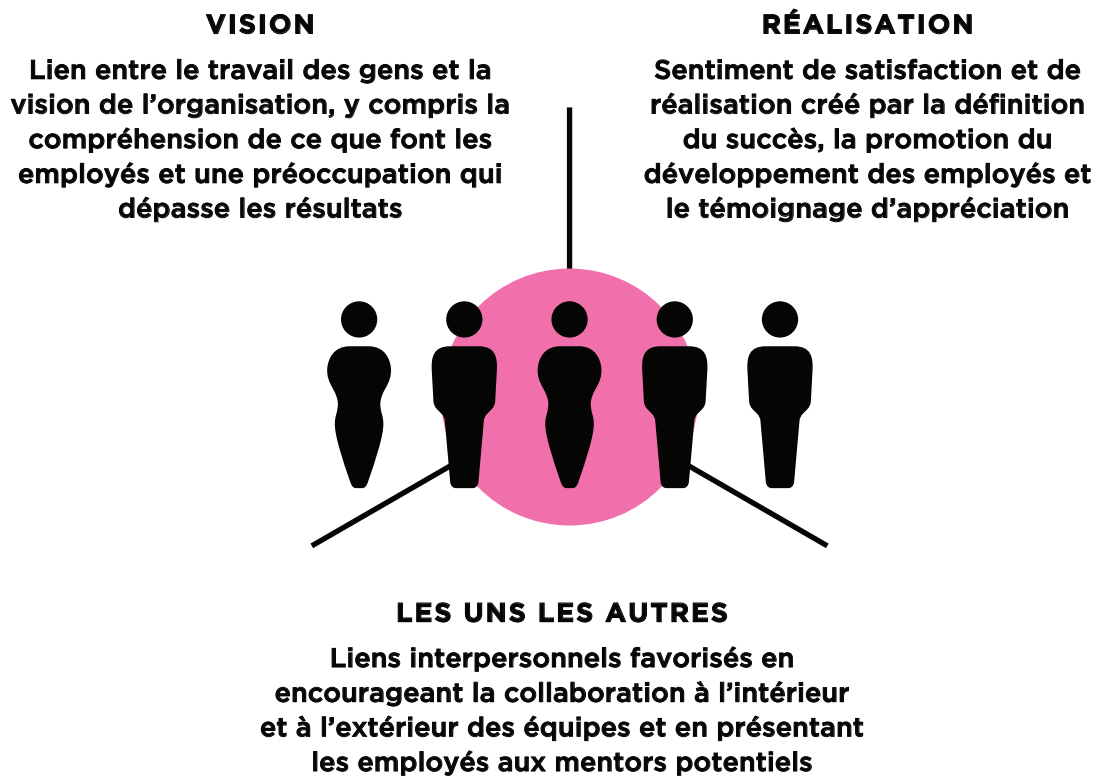 VISION
Lien entre le travail des gens et la
vision de l’organisation, y compris la
compréhension de ce que font les
employés et une préoccupation qui
dépasse les résultats
RÉALISATION
Sentiment de satisfaction et de
réalisation créé par la définition
du succès, la promotion du
développement des employés et
le témoignage d’appréciation
LES UNS LES AUTRES
Liens interpersonnels favorisés en
encourageant la collaboration à l’intérieur
et à l’extérieur des équipes et en présentant
les employés aux mentors potentiels